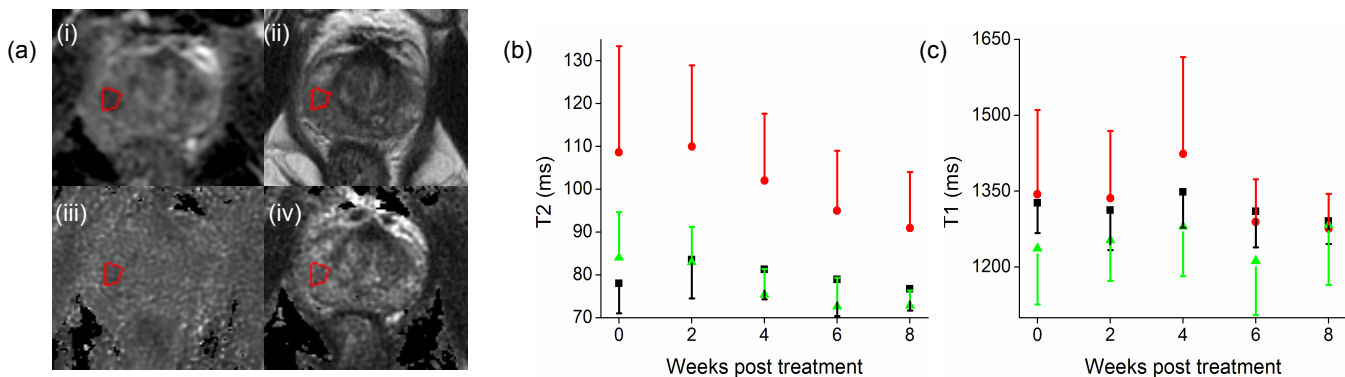 (a)
(i)
(ii)
(iii)
(iv)
(b)
T2 (ms)
130
120
110
100
90
80
70
0 2 4 6 8
Weeks post treatment
(c)
T1 (ms)
1650
1500
1350
1200
0 2 4 6 8
Weeks post treatment